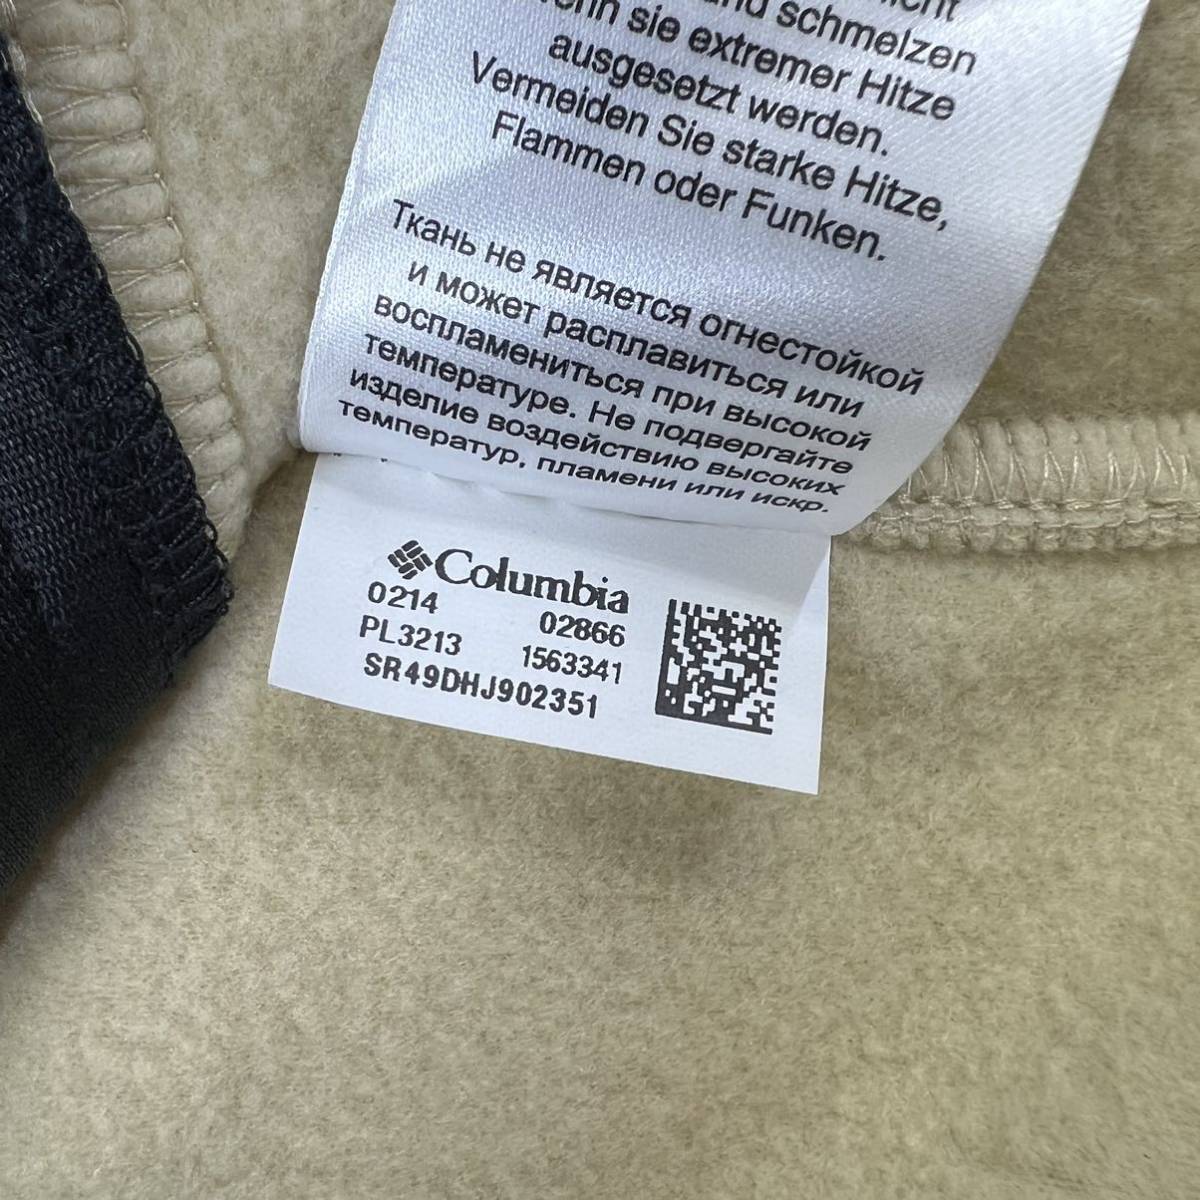 schmelzen
sie extremer Hitze
ausgesetzt werden.
Vermeiden Sie starke Hitze,
Flammen oder Funken.
Ткань не является огнестойкой
и может расплавиться или
воспламениться при высокой
температуре. Не подвергайте
изделие воздействию высоких
температур, пламени или искр.
Columbia
0214 02866
PL3213 1563341
SR49DHJ902351